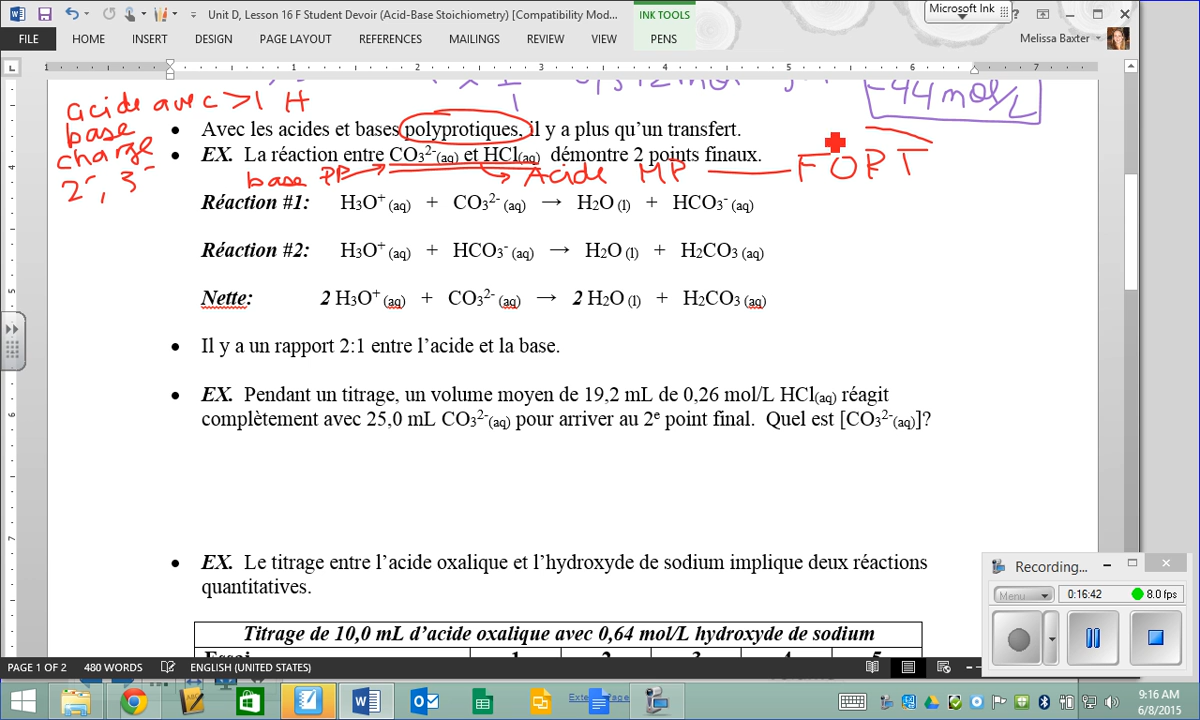 Unit D, Lesson 16 F Student Devoir (Acid-Base Stoichiometry) [Compatibility Mod...
INK TOOLS
Microsoft Ink
?
FILE HOME INSERT DESIGN PAGE LAYOUT REFERENCES MAILINGS REVIEW VIEW PENS
Melissa Baxter
44 mol/L
acide avec >1 H
base
charge
2-, 3-
• Avec les acides et bases polyprotiques, il y a plus qu'un transfert.
• EX. La réaction entre CO₃²⁻(aq) et HCl(aq) démontre 2 points finaux.
base PP Acide MP FORT
Réaction #1: H₃O⁺(aq) + CO₃²⁻(aq) → H₂O(l) + HCO₃⁻(aq)
Réaction #2: H₃O⁺(aq) + HCO₃⁻(aq) → H₂O(l) + H₂CO₃(aq)
Nette: 2 H₃O⁺(aq) + CO₃²⁻(aq) → 2 H₂O(l) + H₂CO₃(aq)
• Il y a un rapport 2:1 entre l'acide et la base.
• EX. Pendant un titrage, un volume moyen de 19,2 mL de 0,26 mol/L HCl(aq) réagit
complètement avec 25,0 mL CO₃²⁻(aq) pour arriver au 2ᵉ point final. Quel est [CO₃²⁻(aq)]?
• EX. Le titrage entre l'acide oxalique et l'hydroxyde de sodium implique deux réactions
quantitatives.
Titrage de 10,0 mL d'acide oxalique avec 0,64 mol/L hydroxyde de sodium
Essai 1 2 3 4 5
Recording...
Menu 0:16:42 8.0 fps
PAGE 1 OF 2 480 WORDS ENGLISH (UNITED STATES)
9:16 AM
6/8/2015